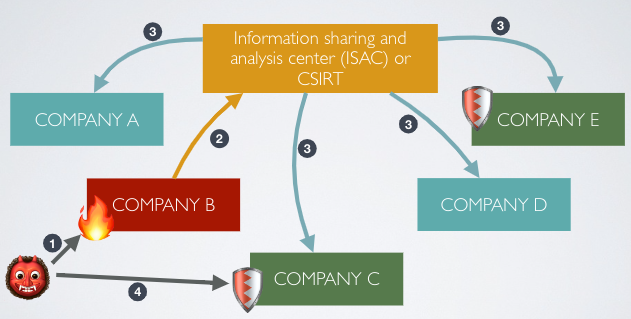 3
Information sharing and
analysis center (ISAC) or
CSIRT
3
COMPANY A
COMPANY E
2
3
3
COMPANY B
COMPANY D
1
COMPANY C
4